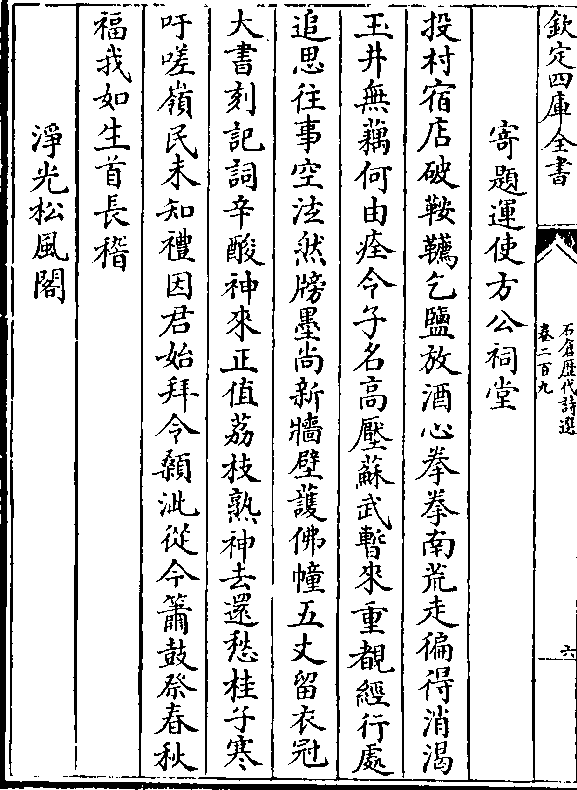 欽定四庫全書
石倉歷代詩選
卷二百九
六
寄題運使方公祠堂
投村宿店破鞍韉乞鹽放酒心拳拳南荒走徧得消渴
玉井無藕何由痊今子名高壓蘇武暫來重覩經行處
追思往事空泫然牓墨尚新牆壁護佛幢五丈留衣冠
大書刻記詞辛酸神來正值荔枝熟神去還愁桂子寒
吁嗟嶺民未知禮因君始拜令顙泚從今簫鼓祭春秋
福我如生首長稽
淨光松風閣